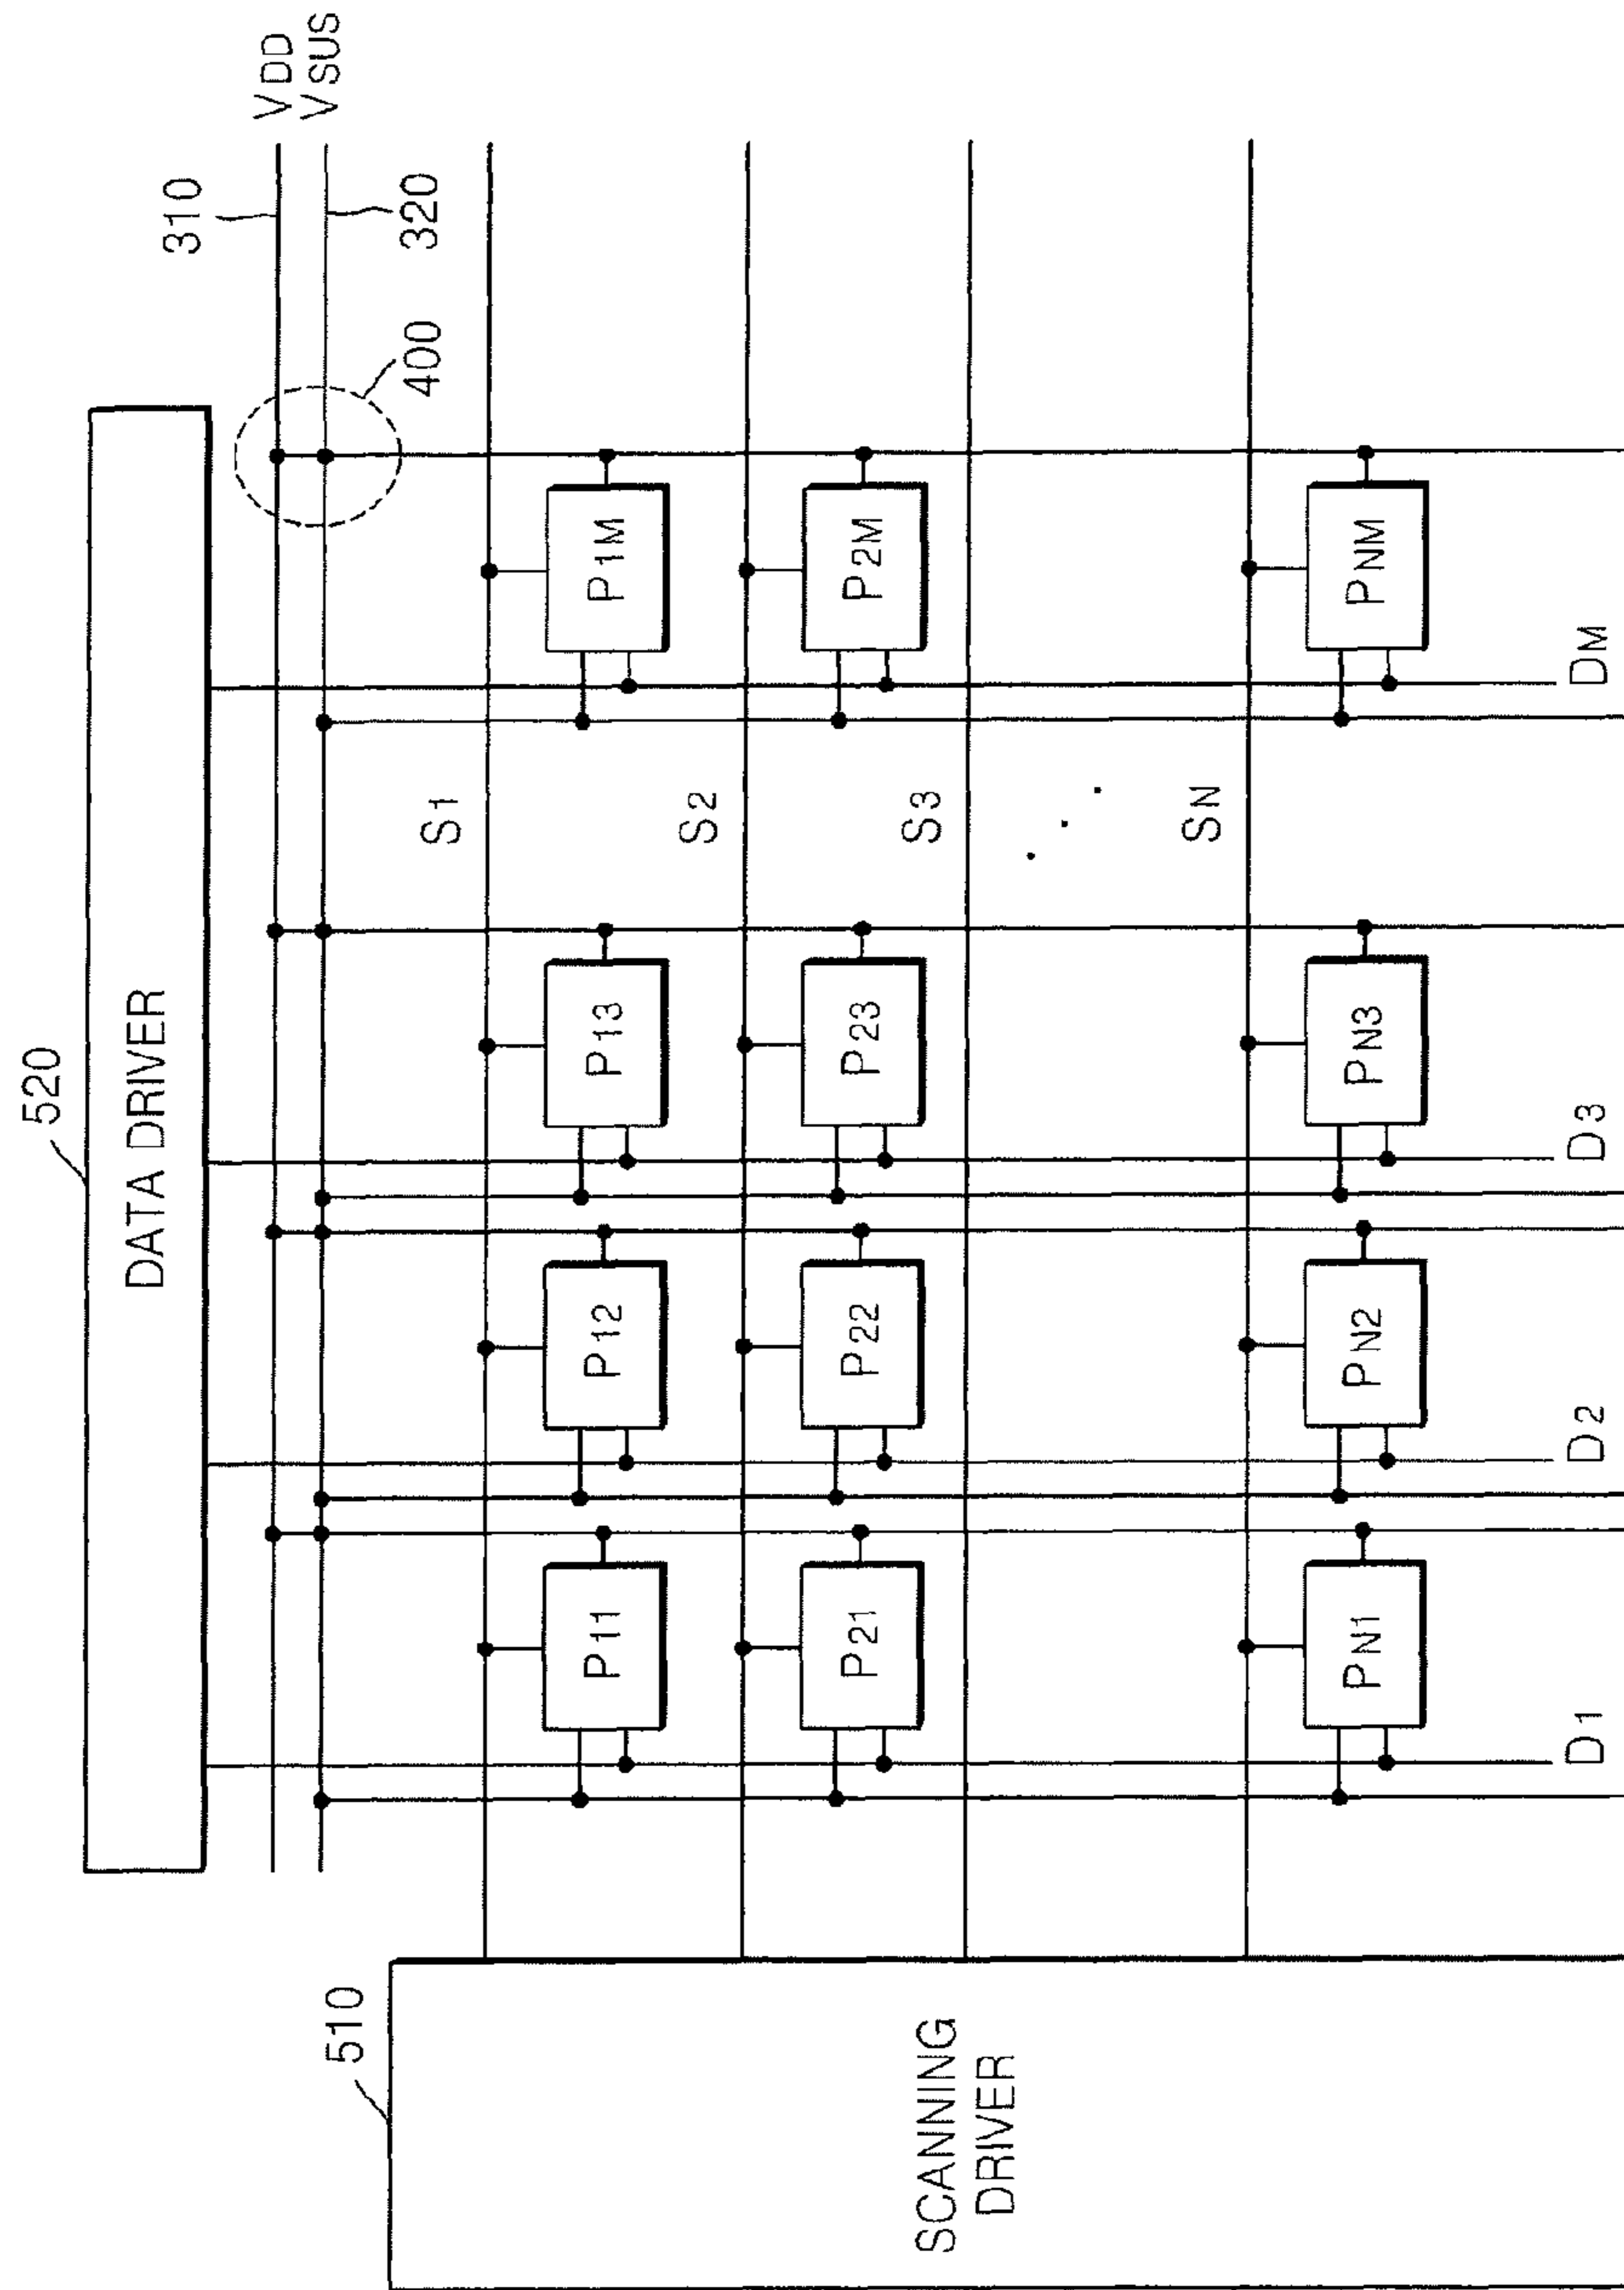 520
DATA DRIVER
VDD
VSUS
310
320
400
510
SCANNING
DRIVER
S1
P11 P12 P13 P1M
S2
P21 P22 P23 P2M
S3
SN
PN1 PN2 PN3 PNM
D1 D2 D3 DM